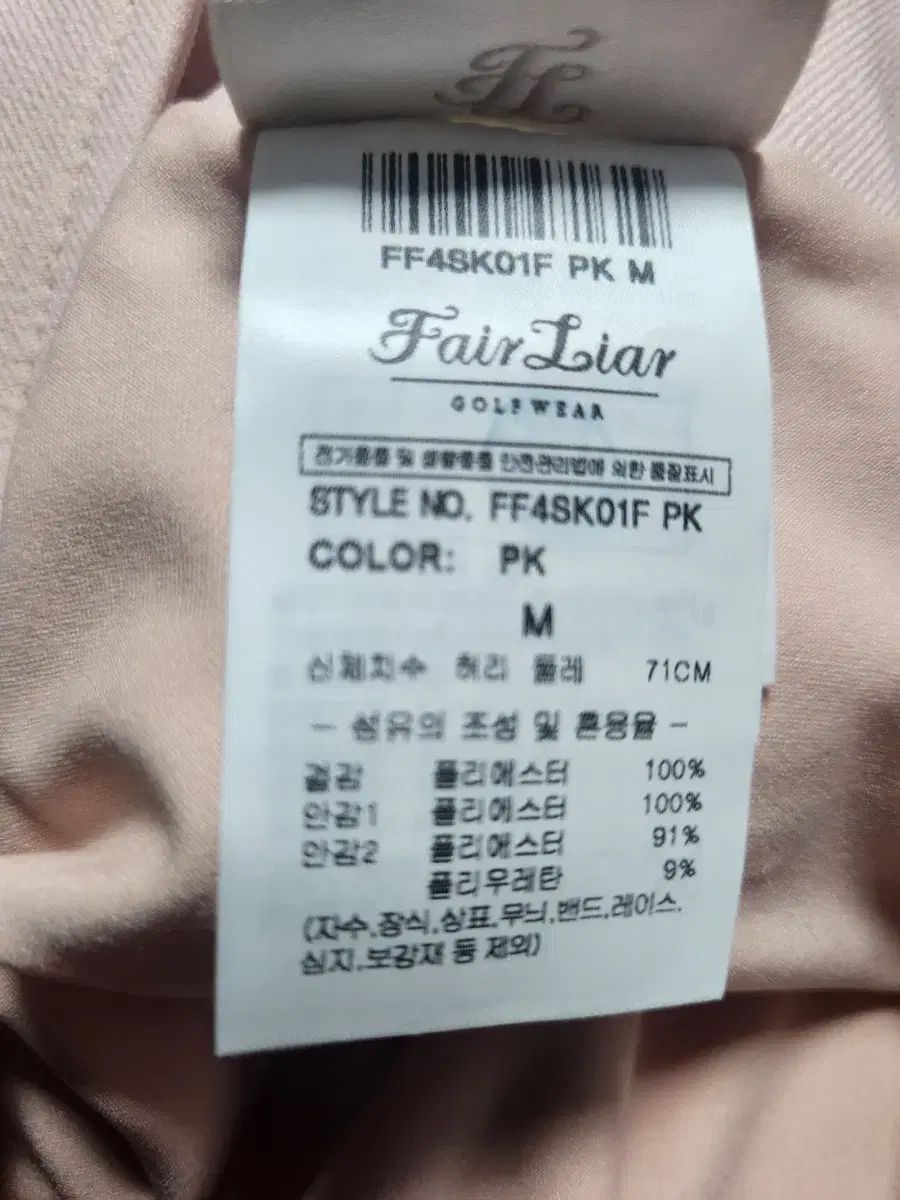 FF4SK01F PK M
Fair Liar
GOLFWEAR
전기용품 및 생활용품 안전관리법에 의한 품질표시
STYLE NO. FF4SK01F PK
COLOR: PK
M
신체치수 허리 둘레 71CM
- 섬유의 조성 및 혼용율 -
겉감 폴리에스터 100%
안감1 폴리에스터 100%
안감2 폴리에스터 91%
폴리우레탄 9%
(자수,장식,상표,무늬,밴드,레이스,
심지,보강재 등 제외)